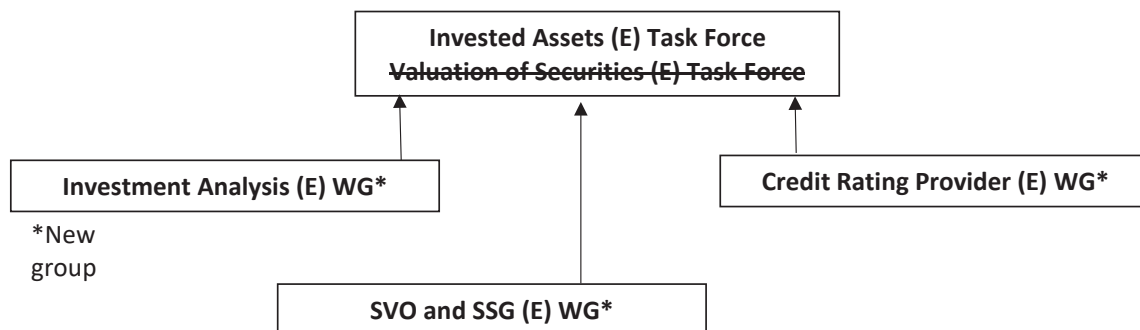 Invested Assets (E) Task Force
Valuation of Securities (E) Task Force
Investment Analysis (E) WG*
Credit Rating Provider (E) WG*
*New
group
SVO and SSG (E) WG*